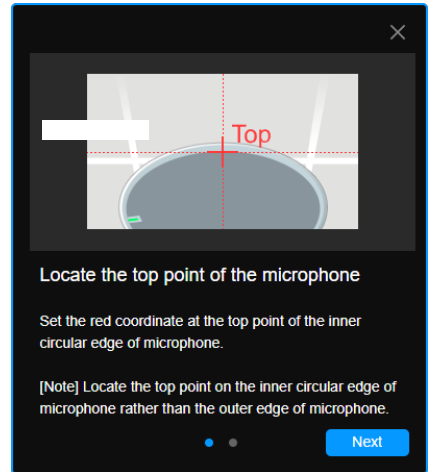 Top
Locate the top point of the microphone
Set the red coordinate at the top point of the inner
circular edge of microphone.
[Note] Locate the top point on the inner circular edge of
microphone rather than the outer edge of microphone.
Next